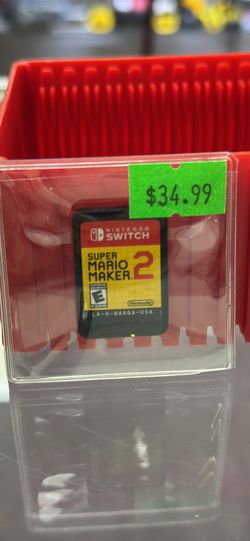 $34.99
NINTENDO
SWITCH
SUPER
MARIO
MAKER 2
E
Nintendo
LA-H-BAAQA-USA